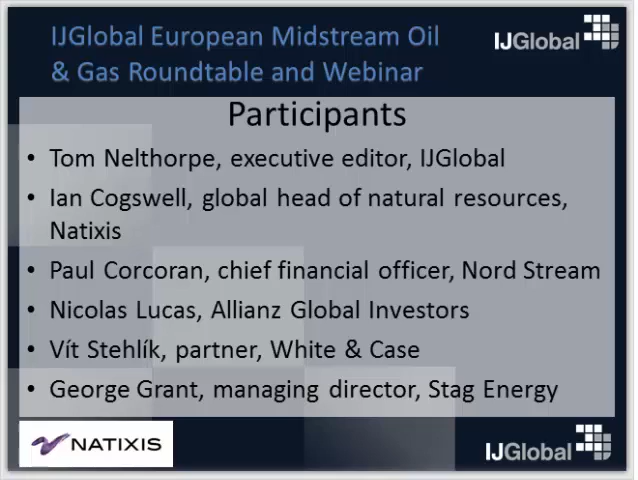 IJGlobal European Midstream Oil
& Gas Roundtable and Webinar
IJGlobal
Participants
• Tom Nelthorpe, executive editor, IJGlobal
• Ian Cogswell, global head of natural resources,
Natixis
• Paul Corcoran, chief financial officer, Nord Stream
• Nicolas Lucas, Allianz Global Investors
• Vít Stehlík, partner, White & Case
• George Grant, managing director, Stag Energy
NATIXIS
IJGlobal